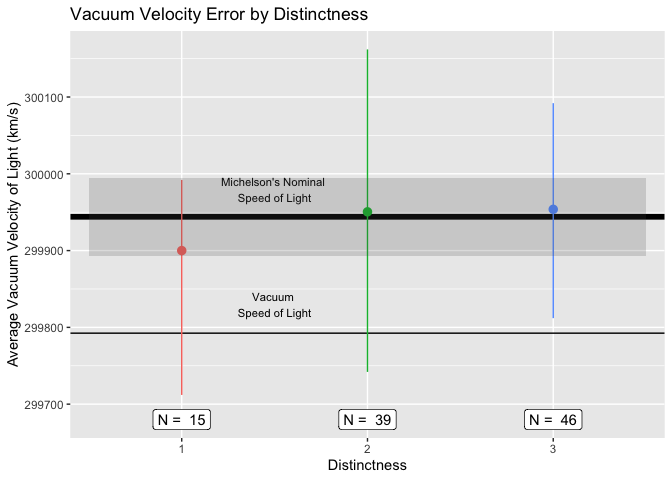 Vacuum Velocity Error by Distinctness
Average Vacuum Velocity of Light (km/s)
300100
300000
299900
299800
299700
Michelson's Nominal
Speed of Light
Vacuum
Speed of Light
N =  15
N =  39
N =  46
1
2
3
Distinctness